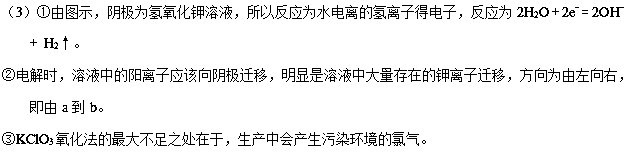 （3）①由图示，阴极为氢氧化钾溶液，所以反应为水电离的氢离子得电子，反应为 2H₂O + 2e⁻ = 2OH⁻
+ H₂↑。
②电解时，溶液中的阳离子应该向阴极迁移，明显是溶液中大量存在的钾离子迁移，方向为由左向右，
即由 a 到 b。
③KClO₃ 氧化法的最大不足之处在于，生产中会产生污染环境的氯气。